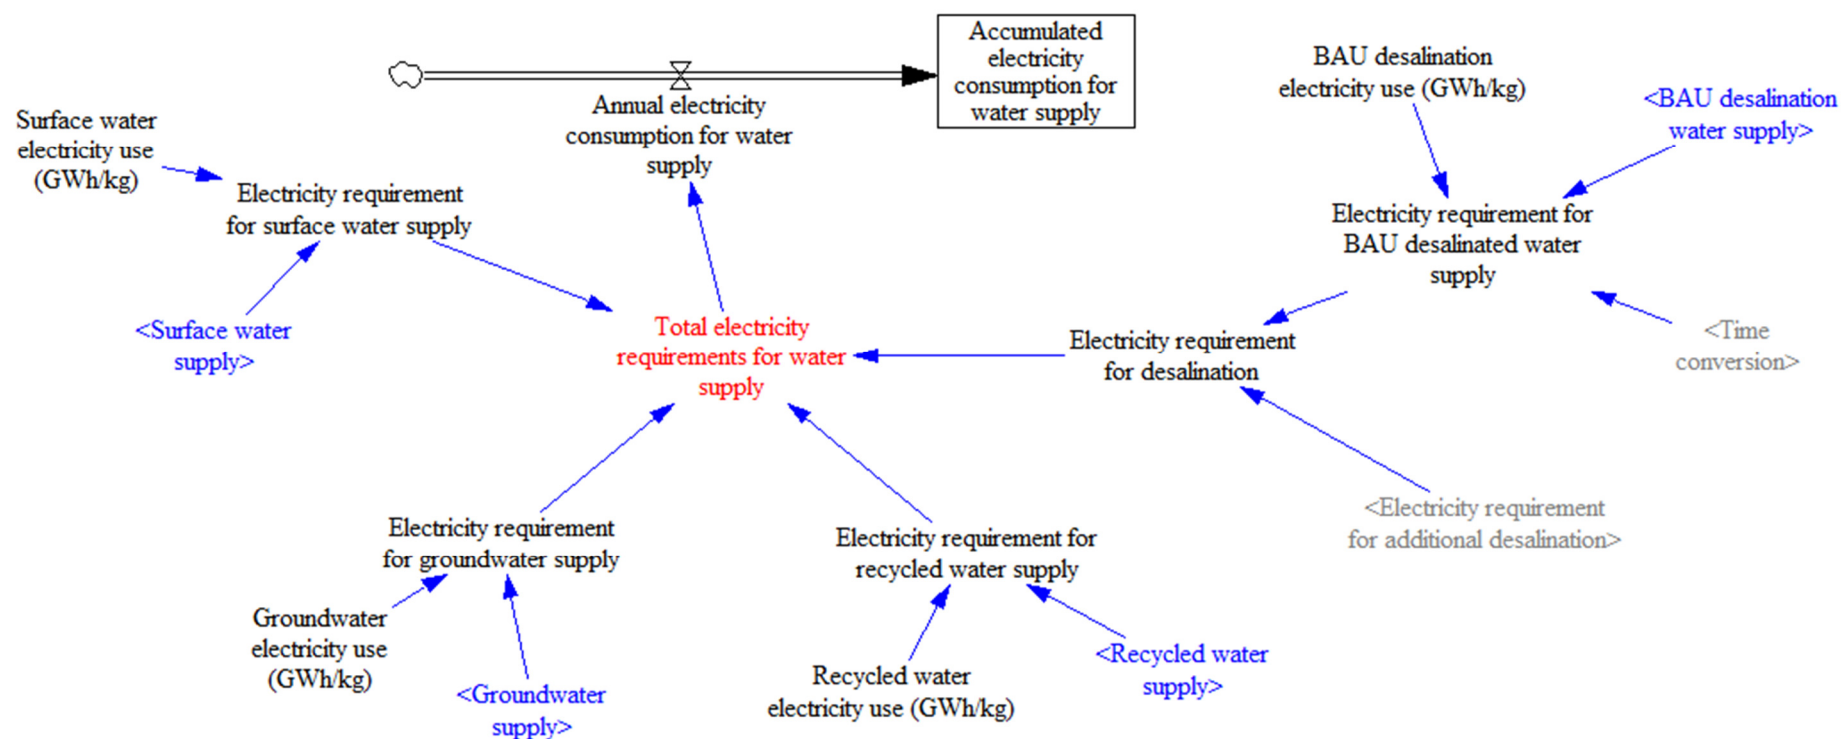 Accumulated
electricity
consumption for
water supply
Annual electricity
consumption for water
supply
BAU desalination
electricity use (GWh/kg)
<BAU desalination
water supply>
Surface water
electricity use
(GWh/kg)
Electricity requirement
for surface water supply
<Surface water
supply>
Electricity requirement for
BAU desalinated water
supply
<Time
conversion>
Total electricity
requirements for water
supply
Electricity requirement
for desalination
<Electricity requirement
for additional desalination>
Electricity requirement
for groundwater supply
Groundwater
electricity use
(GWh/kg)
<Groundwater
supply>
Electricity requirement for
recycled water supply
Recycled water
electricity use (GWh/kg)
<Recycled water
supply>